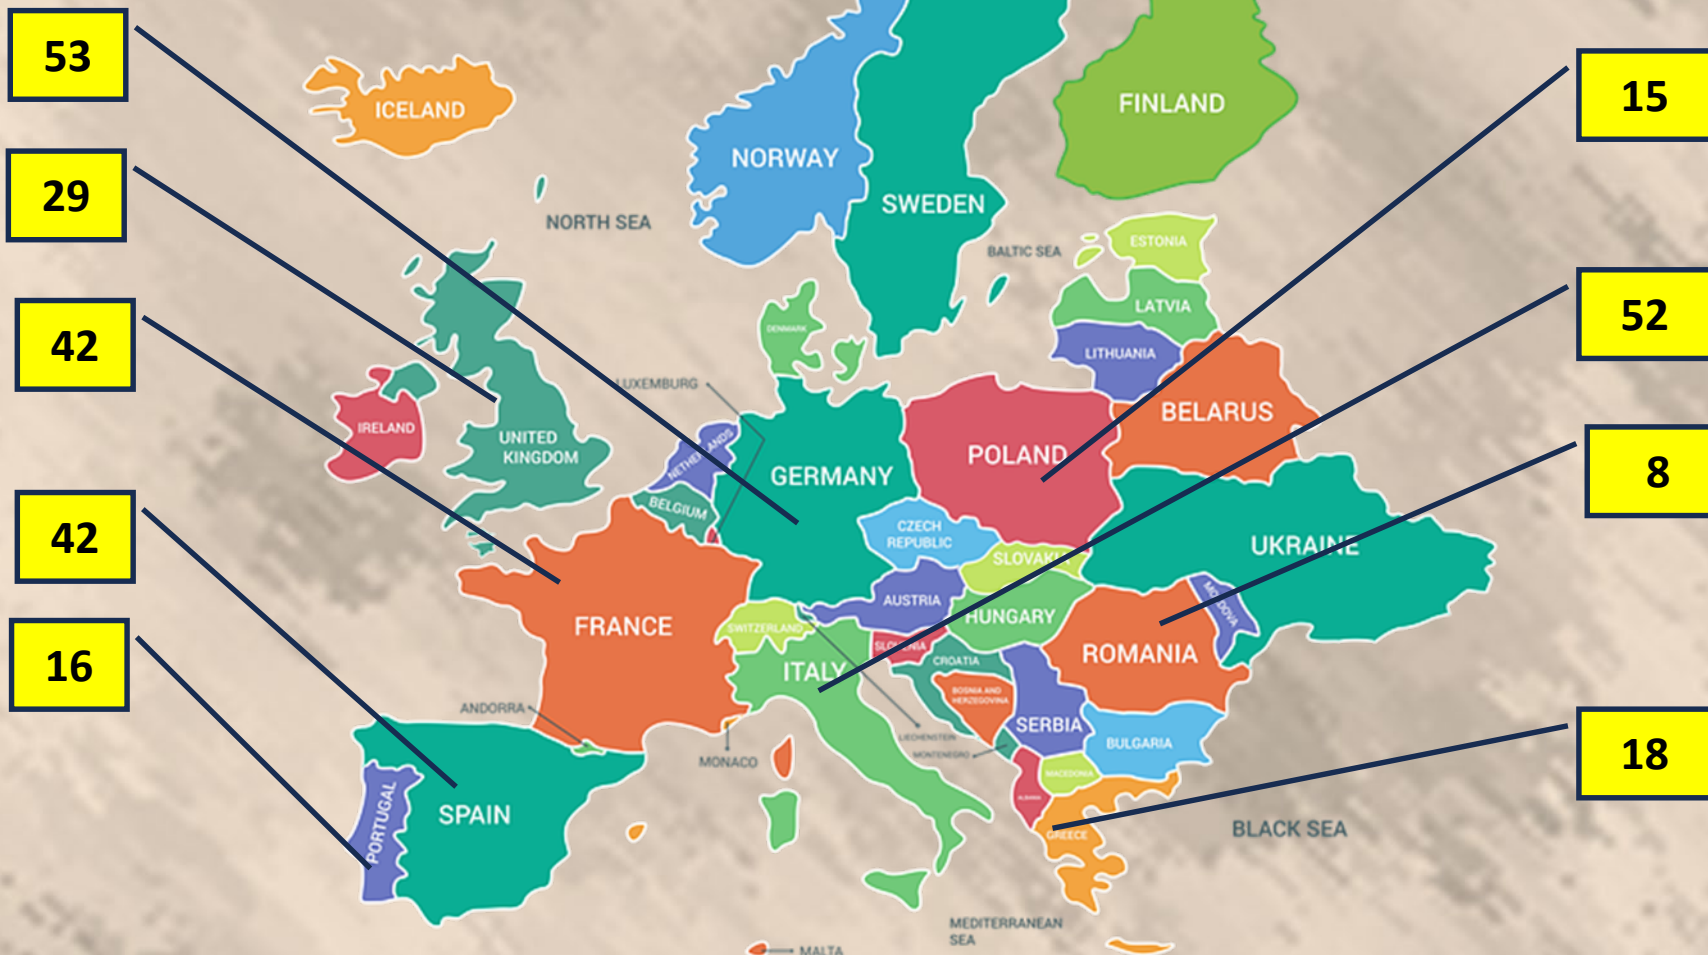 53
29
42
42
16
15
52
8
18
ICELAND
NORWAY
SWEDEN
FINLAND
NORTH SEA
BALTIC SEA
ESTONIA
LATVIA
LITHUANIA
DENMARK
LUXEMBURG
IRELAND
UNITED
KINGDOM
NETHERLANDS
BELGIUM
GERMANY
POLAND
BELARUS
CZECH
REPUBLIC
SLOVAKIA
UKRAINE
AUSTRIA
HUNGARY
MOLDOVA
FRANCE
SWITZERLAND
ITALY
SLOVENIA
CROATIA
ROMANIA
BOSNIA AND
HERZEGOVINA
SERBIA
LIECHENSTEIN
MONTENEGRO
BULGARIA
ANDORRA
MONACO
MACEDONIA
ALBANIA
GREECE
BLACK SEA
PORTUGAL
SPAIN
MEDITERRANEAN
SEA
MALTA